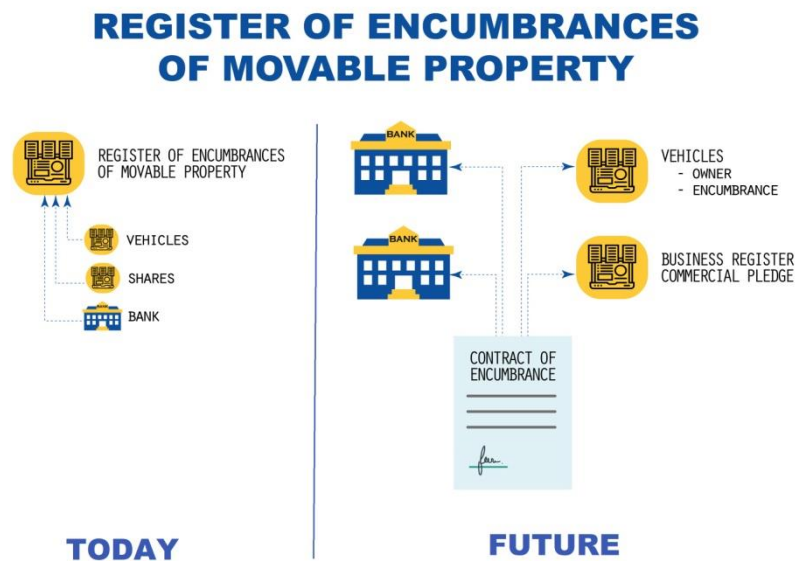 REGISTER OF ENCUMBRANCES
OF MOVABLE PROPERTY
REGISTER OF ENCUMBRANCES
OF MOVABLE PROPERTY
VEHICLES
SHARES
BANK
TODAY
BANK
BANK
VEHICLES
- OWNER
- ENCUMBRANCE
BUSINESS REGISTER
COMMERCIAL PLEDGE
CONTRACT OF
ENCUMBRANCE
FUTURE